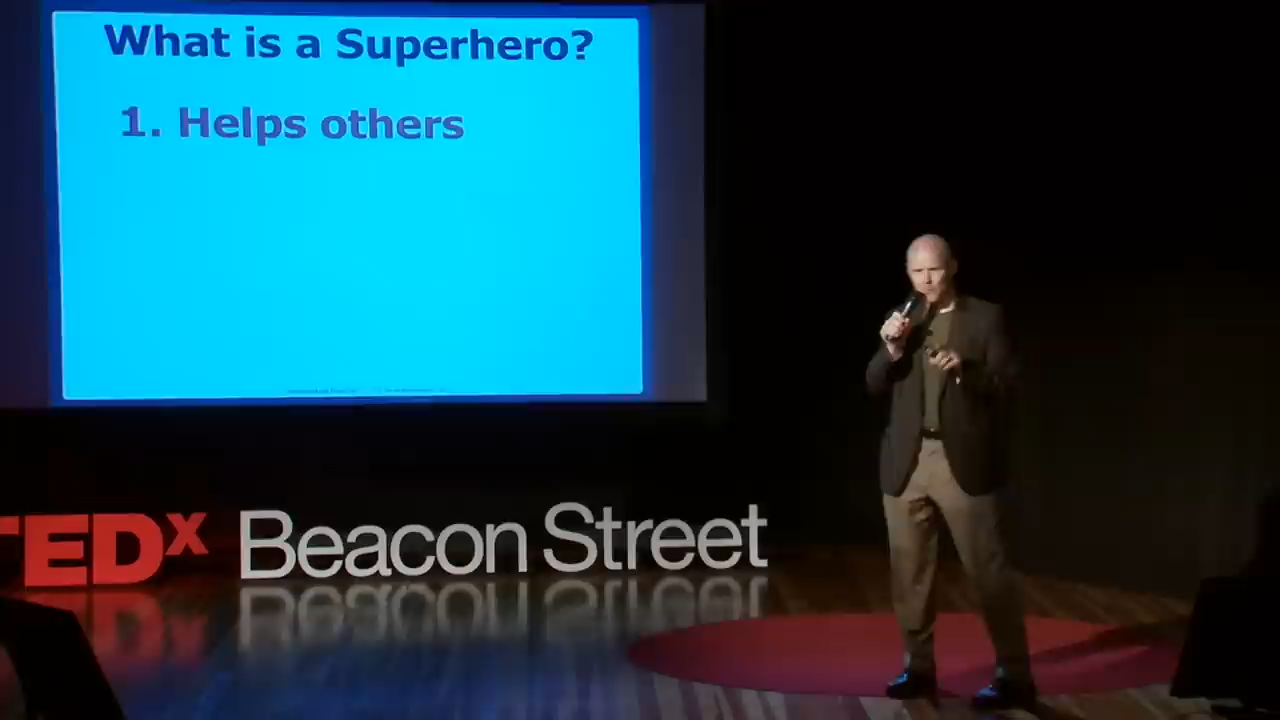 What is a Superhero?
1. Helps others
TEDx Beacon Street